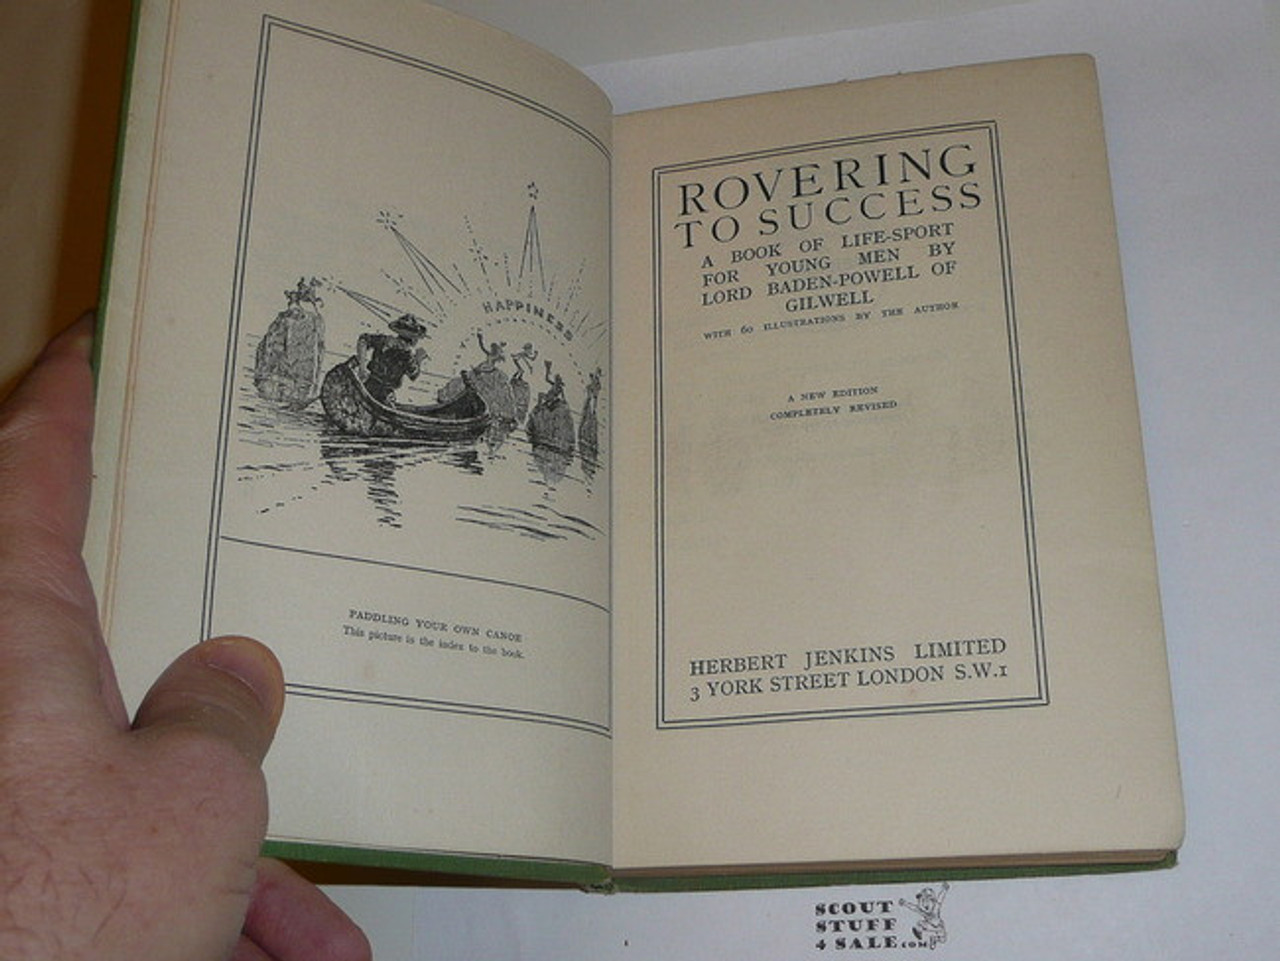 HAPPINESS
PADDLING YOUR OWN CANOE
This picture is the index to the book.
ROVERING
TO SUCCESS
A BOOK OF LIFE-SPORT
FOR YOUNG MEN BY
LORD BADEN-POWELL OF
GILWELL
WITH 60 ILLUSTRATIONS BY THE AUTHOR
A NEW EDITION
COMPLETELY REVISED
HERBERT JENKINS LIMITED
3 YORK STREET LONDON S.W.1
SCOUT
STUFF
4 SALE.COM